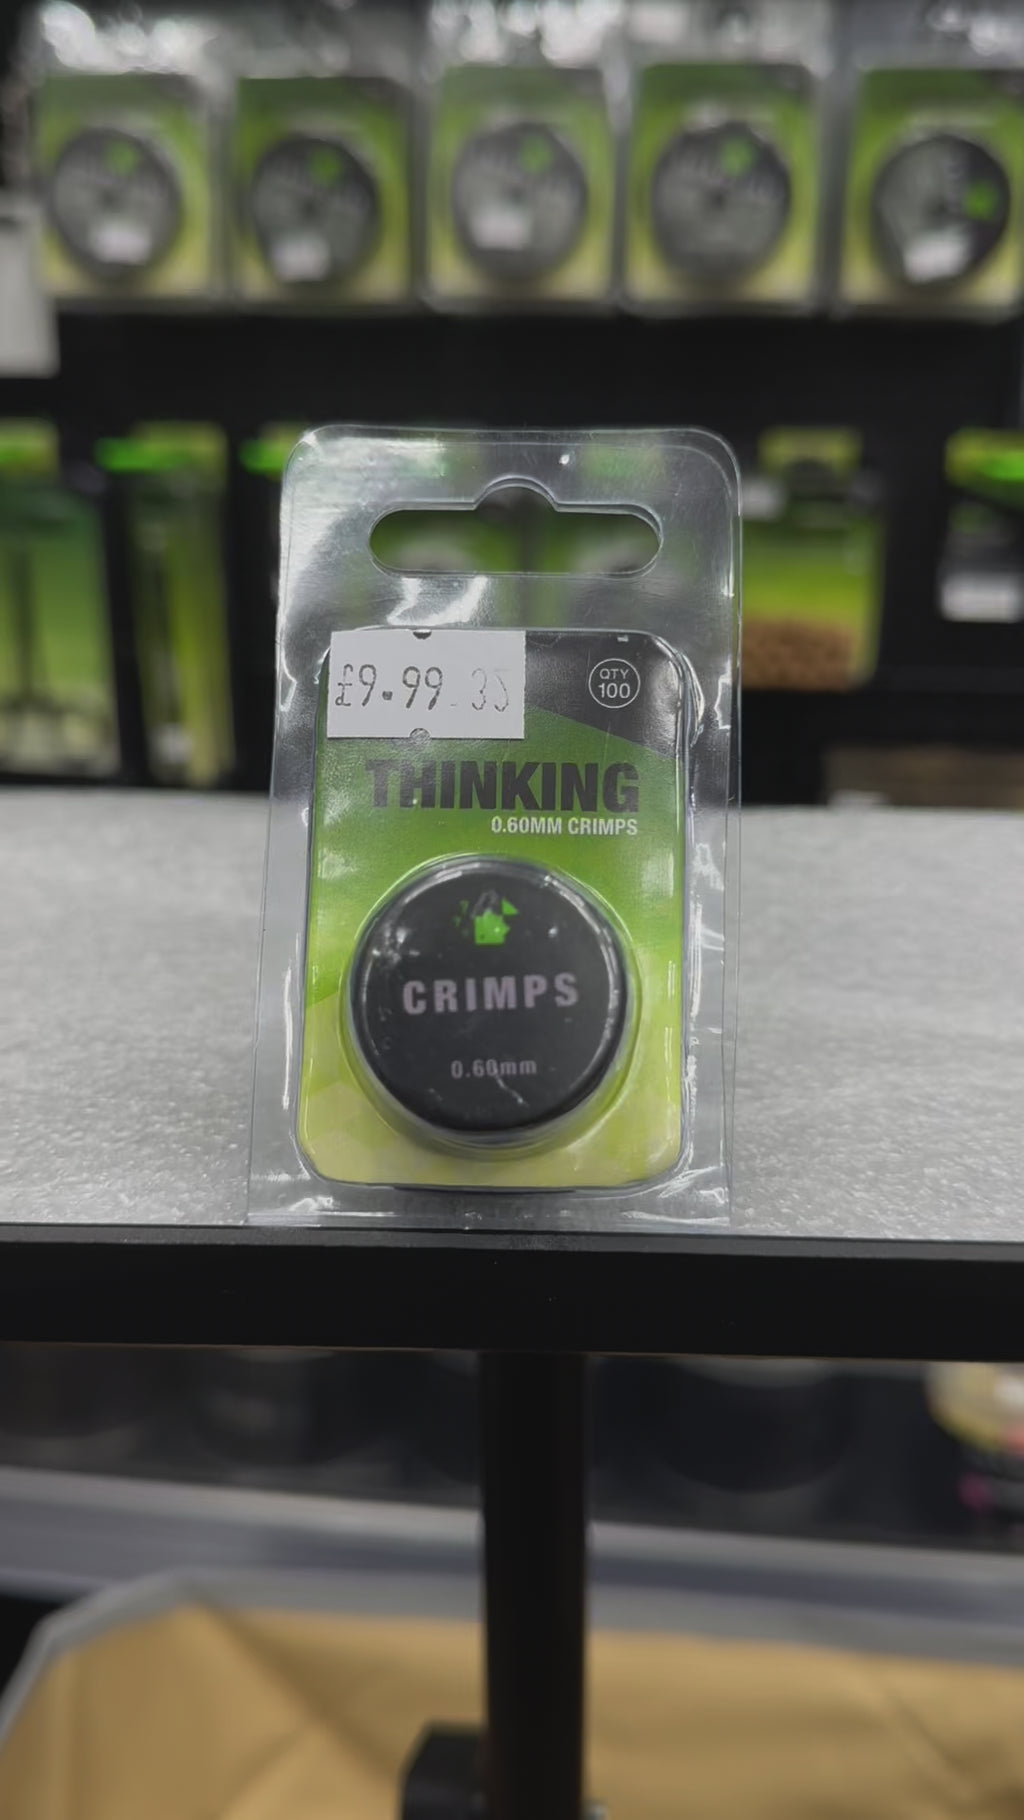 £9.99
QTY
100
THINKING
0.60MM CRIMPS
CRIMPS
0.60mm